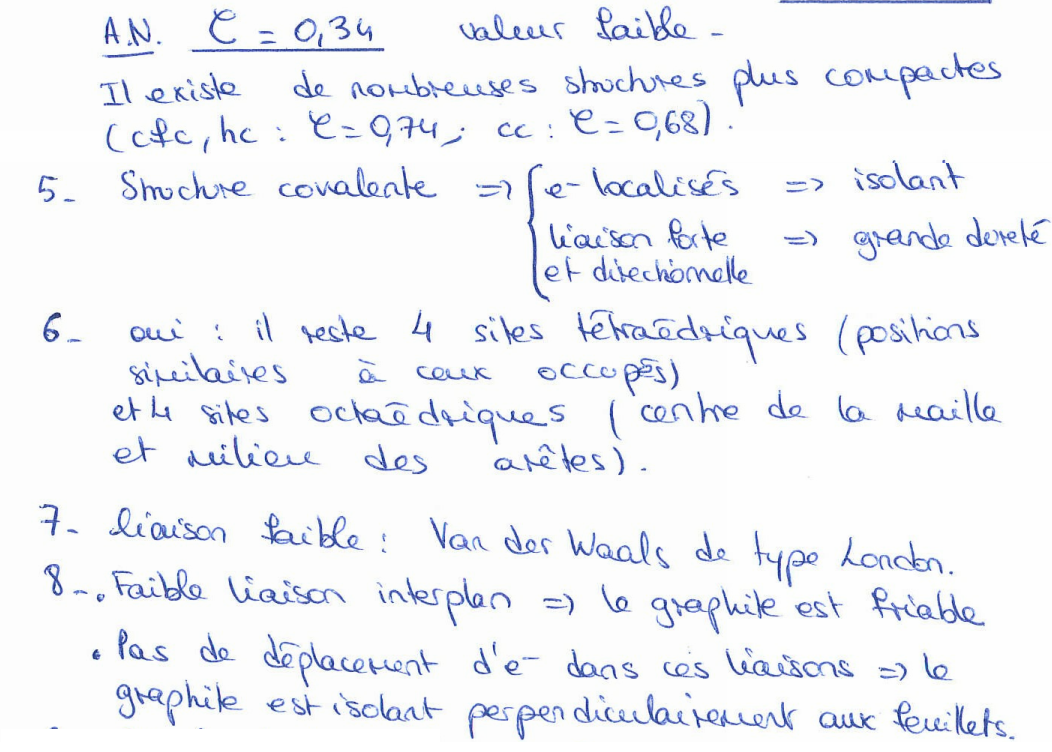 A.N. C = 0,34 valeur faible -
Il existe de nombreuses structures plus compactes
(cfc, hc : C = 0,74 ; cc : C = 0,68).
5- Structure covalente => { e- localisés => isolant
liaison forte => grande dureté
et directionnelle
6- oui : il reste 4 sites tétraédriques (positions
similaires à ceux occupés)
et 4 sites octaédriques (centre de la maille
et milieu des arêtes).
7- liaison faible : Van der Waals de type London.
8-. Faible liaison interplan => le graphite est friable
. Pas de déplacement d'e- dans ces liaisons => le
graphite est isolant perpendiculairement aux feuillets.